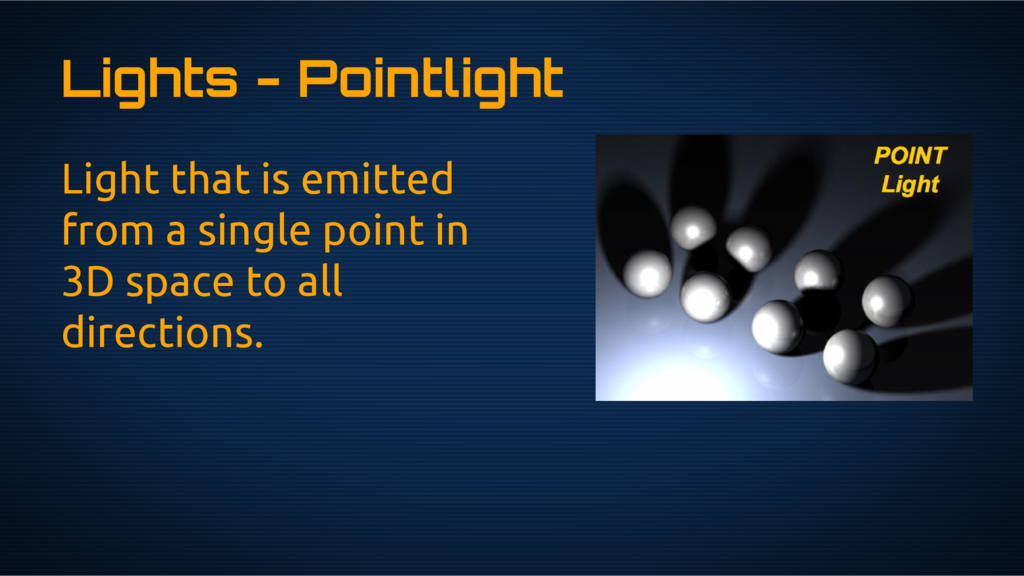 Lights - Pointlight
Light that is emitted
from a single point in
3D space to all
directions.
POINT
Light